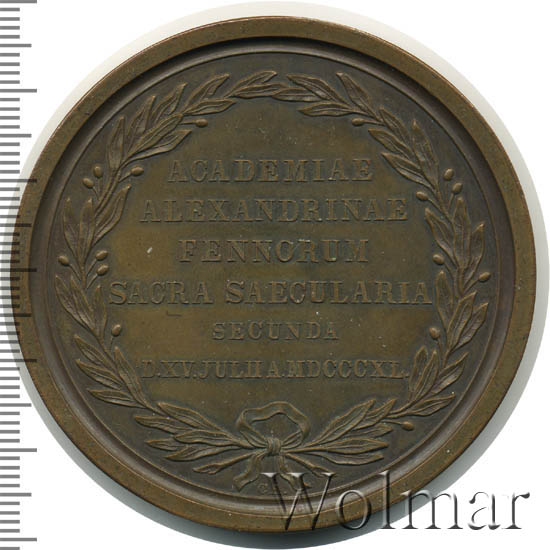 ACADEMIAE
ALEXANDRINAE
FENNORUM
SACRA SAECULARIA
SECUNDA
D.XV.JULII A.MDCCCXL.
Wolmar